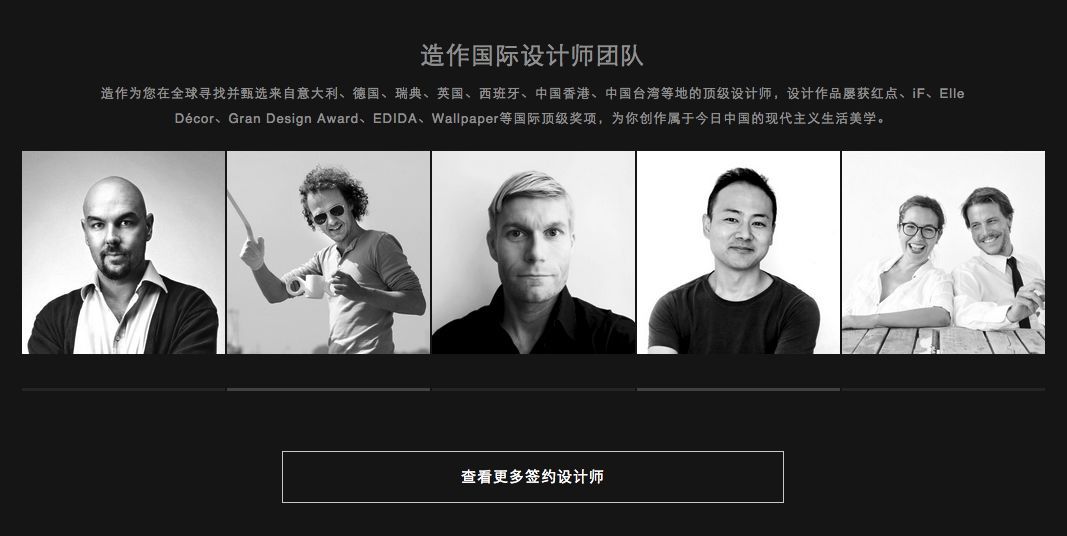 造作国际设计师团队
造作为您在全球寻找并甄选来自意大利、德国、瑞典、英国、西班牙、中国香港、中国台湾等地的顶级设计师，设计作品屡获红点、iF、Elle
Décor、Gran Design Award、EDIDA、Wallpaper等国际顶级奖项，为你创作属于今日中国的现代主义生活美学。
查看更多签约设计师